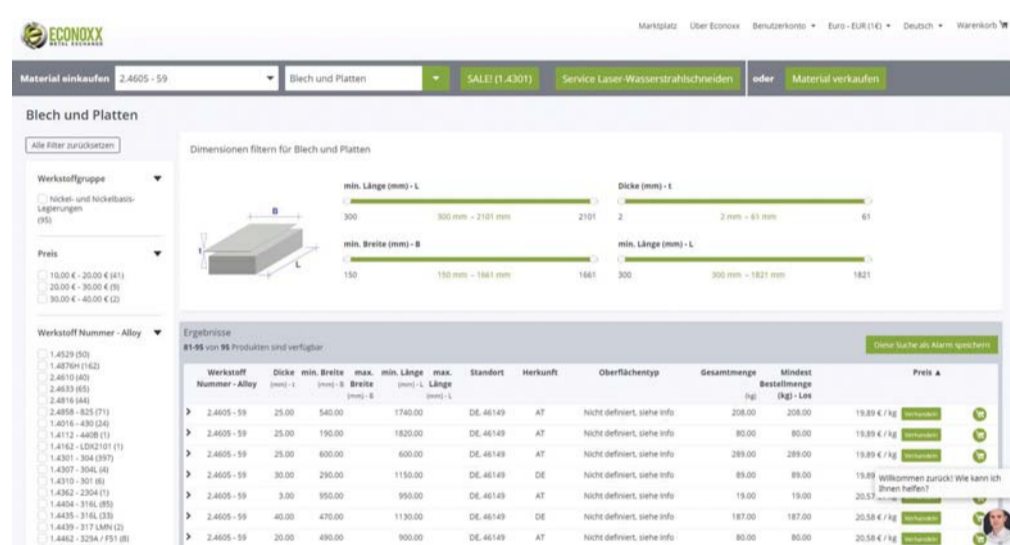 ECONOXX
METAL EXCHANGE
Marktplatz Über Econoxx Benutzerkonto Euro - EUR (1€) Deutsch Warenkorb
Material einkaufen 2.4605 - 59 Blech und Platten SALE! (1.4301) Service Laser-Wasserstrahlschneiden oder Material verkaufen
Blech und Platten
Alle Filter zurücksetzen
Werkstoffgruppe
Nickel- und Nickelbasis-
Legierungen
(95)
Preis
10,00 € - 20,00 € (41)
20,00 € - 30,00 € (9)
30,00 € - 40,00 € (2)
Werkstoff Nummer - Alloy
1.4529 (50)
1.4876H (162)
2.4610 (40)
2.4633 (65)
2.4816 (44)
2.4858 - 825 (71)
1.4016 - 430 (24)
1.4112 - 440B (1)
1.4162 - LDX2101 (1)
1.4301 - 304 (397)
1.4307 - 304L (4)
1.4310 - 301 (6)
1.4362 - 2304 (1)
1.4404 - 316L (85)
1.4435 - 316L (33)
1.4439 - 317 LMN (2)
1.4462 - 329A / F51 (8)
Dimensionen filtern für Blech und Platten
B
t
L
min. Länge (mm) - L
300 300 mm - 2101 mm 2101
Dicke (mm) - t
2 2 mm - 61 mm 61
min. Breite (mm) - B
150 150 mm - 1661 mm 1661
min. Länge (mm) - L
300 300 mm - 1821 mm 1821
Ergebnisse
81-95 von 95 Produkten sind verfügbar
Diese Suche als Alarm speichern
Werkstoff Dicke min. Breite max. min. Länge max. Standort Herkunft Oberflächentyp Gesamtmenge Mindest Preis
Nummer - Alloy (mm) - t (mm) - B Breite (mm) - L Länge Bestellmenge
(mm) - B (mm) - L (kg) (kg) - Los
2.4605 - 59 25.00 540.00 1740.00 DE, 46149 AT Nicht definiert, siehe Info 208.00 208.00 19,89 € / kg Verhandeln
2.4605 - 59 25.00 190.00 1820.00 DE, 46149 AT Nicht definiert, siehe Info 80.00 80.00 19,89 € / kg Verhandeln
2.4605 - 59 25.00 600.00 600.00 DE, 46149 AT Nicht definiert, siehe Info 289.00 289.00 19,89 € / kg Verhandeln
2.4605 - 59 30.00 290.00 1150.00 DE, 46149 DE Nicht definiert, siehe Info 89.00 89.00 19,89
2.4605 - 59 3.00 950.00 950.00 DE, 46149 AT Nicht definiert, siehe Info 19.00 19.00 20,57
2.4605 - 59 40.00 470.00 1130.00 DE, 46149 DE Nicht definiert, siehe Info 187.00 187.00 20,58 € / kg Verhandeln
2.4605 - 59 20.00 490.00 900.00 DE, 46149 AT Nicht definiert, siehe Info 80.00 80.00 20,58 € / kg Verhandeln
Willkommen zurück! Wie kann ich
Ihnen helfen?